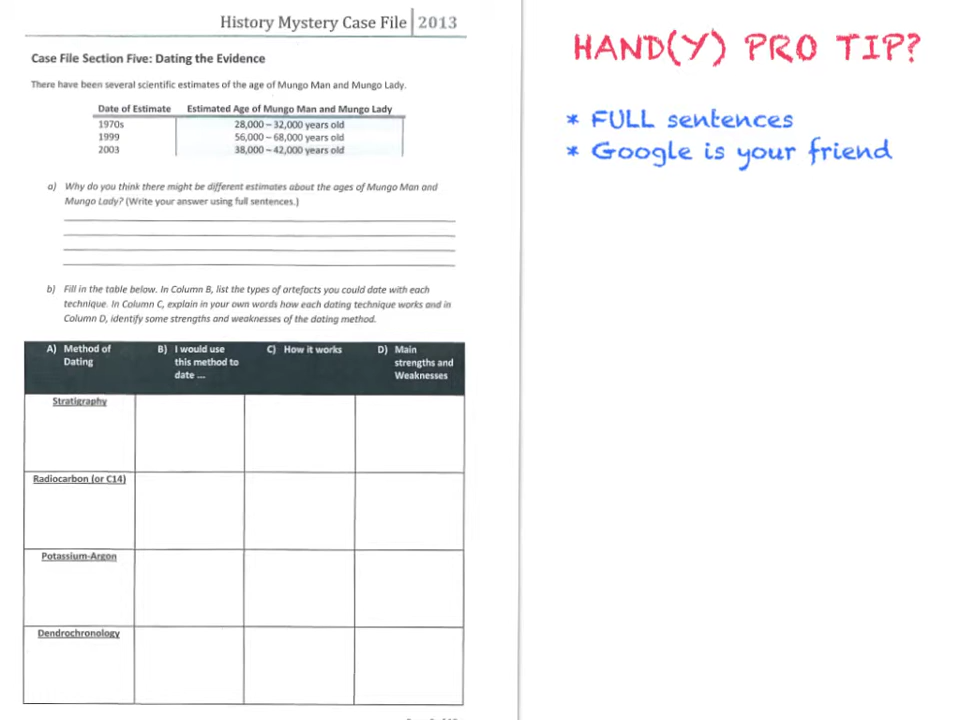 History Mystery Case File | 2013
Case File Section Five: Dating the Evidence
There have been several scientific estimates of the age of Mungo Man and Mungo Lady.
Date of Estimate Estimated Age of Mungo Man and Mungo Lady
1970s 28,000 – 32,000 years old
1999 56,000 – 68,000 years old
2003 38,000 – 42,000 years old
a) Why do you think there might be different estimates about the ages of Mungo Man and
Mungo Lady? (Write your answer using full sentences.)
b) Fill in the table below. In Column B, list the types of artefacts you could date with each
technique. In Column C, explain in your own words how each dating technique works and in
Column D, identify some strengths and weaknesses of the dating method.
A) Method of Dating
B) I would use this method to date ...
C) How it works
D) Main strengths and Weaknesses
Stratigraphy
Radiocarbon (or C14)
Potassium-Argon
Dendrochronology
HAND(Y) PRO TIP?
* FULL sentences
* Google is your friend